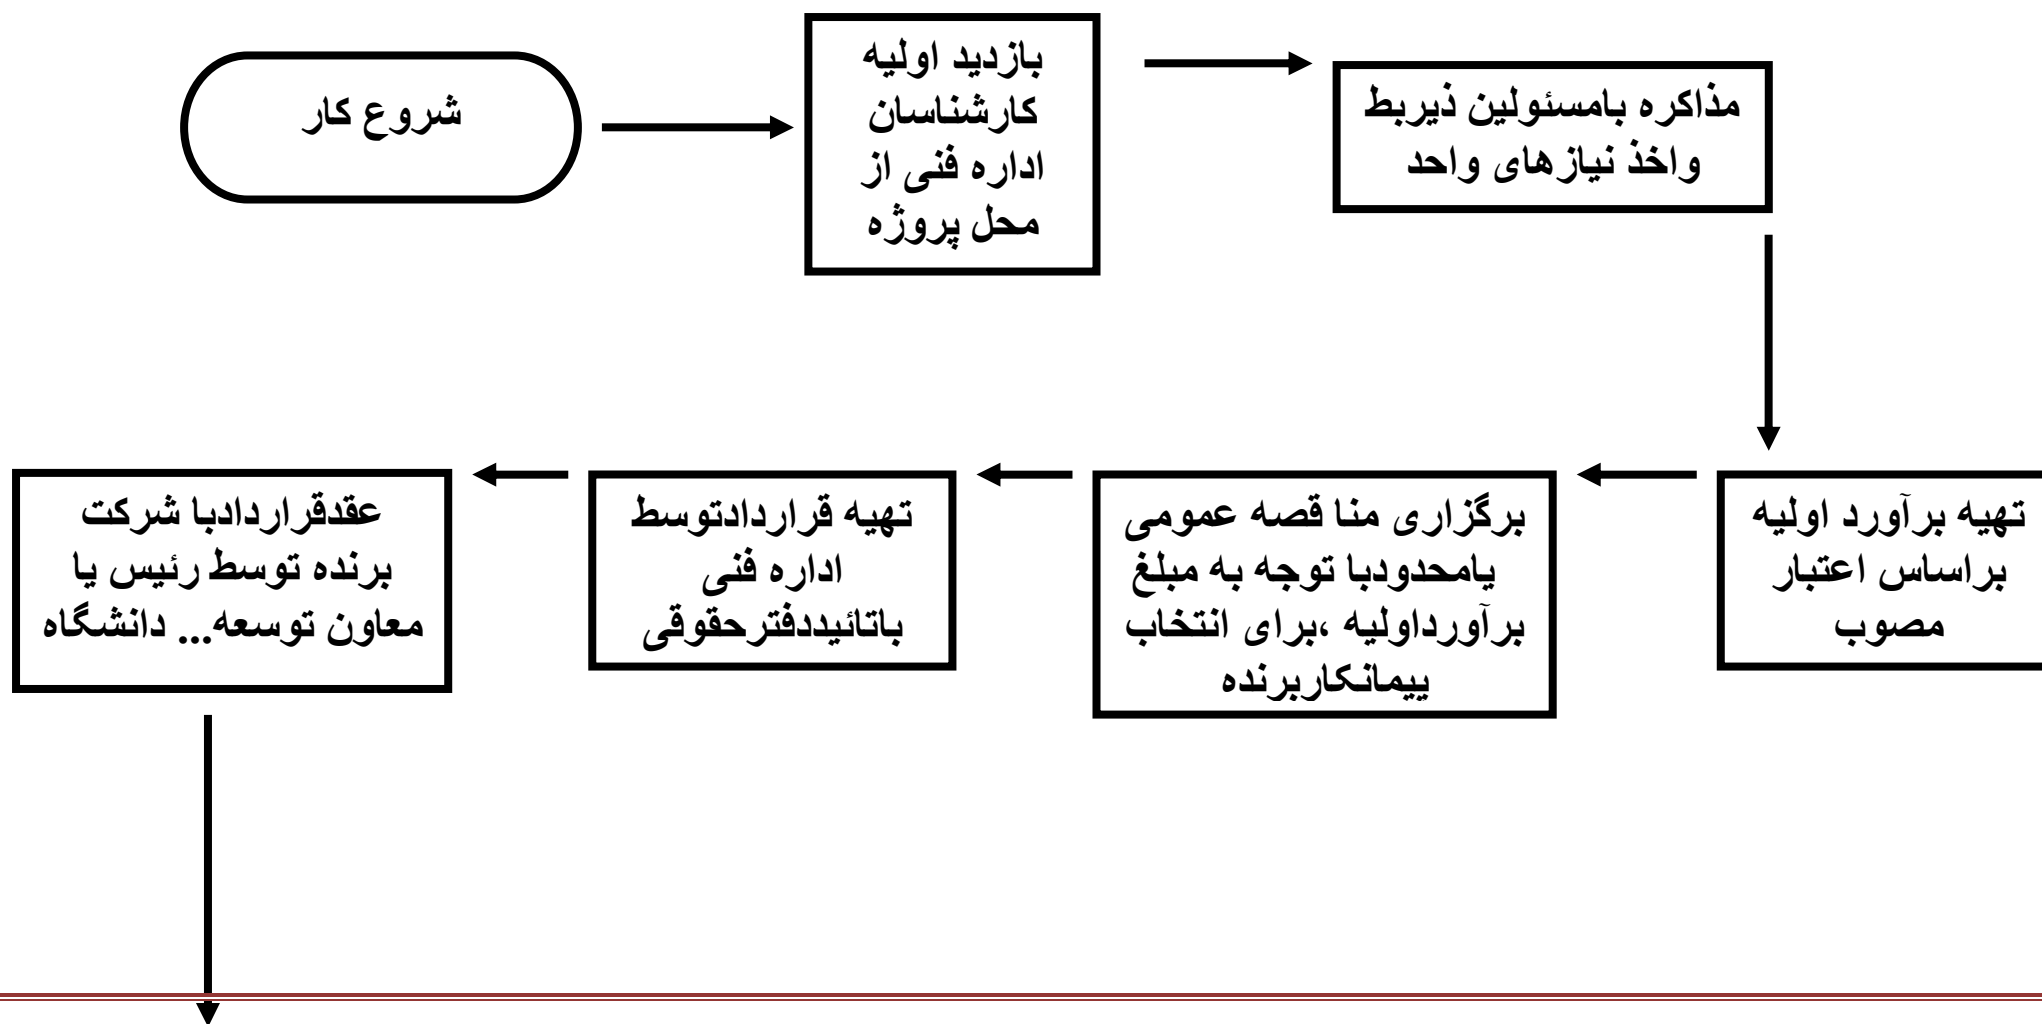 شروع کار
بازدید اولیه
کارشناسان
اداره فنی از
محل پروژه
مذاکره بامسئولین ذیربط
واخذ نیازهای واحد
تهیه برآورد اولیه
براساس اعتبار
مصوب
برگزاری منا قصه عمومی
یامحدودبا توجه به مبلغ
برآورداولیه ،برای انتخاب
پیمانکاربرنده
تهیه قراردادتوسط
اداره فنی
باتائیددفترحقوقی
عقدقراردادبا شرکت
برنده توسط رئیس یا
معاون توسعه... دانشگاه